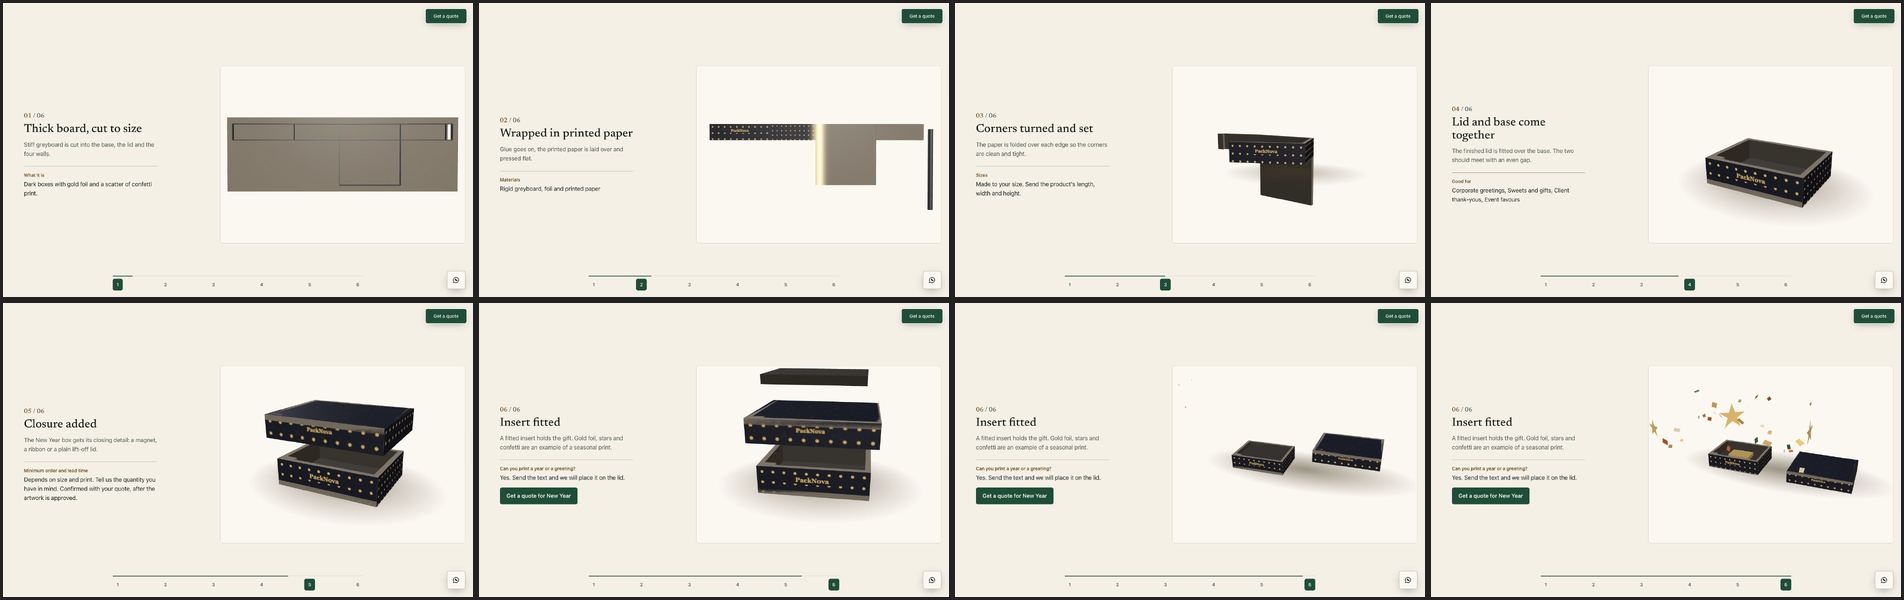 Get a quote
01 / 06
Thick board, cut to size
Stiff greyboard is cut into the base, the lid and the
four walls.
What it is
Dark boxes with gold foil and a scatter of confetti
print.
1 2 3 4 5 6
Get a quote
02 / 06
Wrapped in printed paper
Glue goes on, the printed paper is laid over and
pressed flat.
Materials
Rigid greyboard, foil and printed paper
PackNova
1 2 3 4 5 6
Get a quote
03 / 06
Corners turned and set
The paper is folded over each edge so the corners
are clean and tight.
Sizes
Made to your size. Send the product's length,
width and height.
PackNova
1 2 3 4 5 6
Get a quote
04 / 06
Lid and base come
together
The finished lid is fitted over the base. The two
should meet with an even gap.
Good for
Corporate greetings, Sweets and gifts, Client
thank-yous, Event favours
PackNova
1 2 3 4 5 6
Get a quote
05 / 06
Closure added
The New Year box gets its closing detail: a magnet,
a ribbon or a plain lift-off lid.
Minimum order and lead time
Depends on size and print. Tell us the quantity you
have in mind. Confirmed with your quote, after the
artwork is approved.
PackNova
PackNova
1 2 3 4 5 6
Get a quote
06 / 06
Insert fitted
A fitted insert holds the gift. Gold foil, stars and
confetti are an example of a seasonal print.
Can you print a year or a greeting?
Yes. Send the text and we will place it on the lid.
Get a quote for New Year
PackNova
PackNova
1 2 3 4 5 6
Get a quote
06 / 06
Insert fitted
A fitted insert holds the gift. Gold foil, stars and
confetti are an example of a seasonal print.
Can you print a year or a greeting?
Yes. Send the text and we will place it on the lid.
Get a quote for New Year
PackNova
PackNova
1 2 3 4 5 6
Get a quote
06 / 06
Insert fitted
A fitted insert holds the gift. Gold foil, stars and
confetti are an example of a seasonal print.
Can you print a year or a greeting?
Yes. Send the text and we will place it on the lid.
Get a quote for New Year
PackNova
PackNova
1 2 3 4 5 6